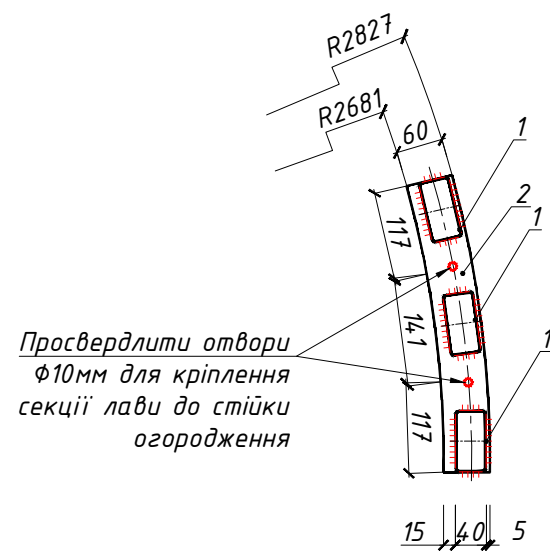 R2827
R2681
60
1
2
1
117
141
Просвердлити отвори
Ф10мм для кріплення
секції лави до стійки
огородження
1
117
15 40 5